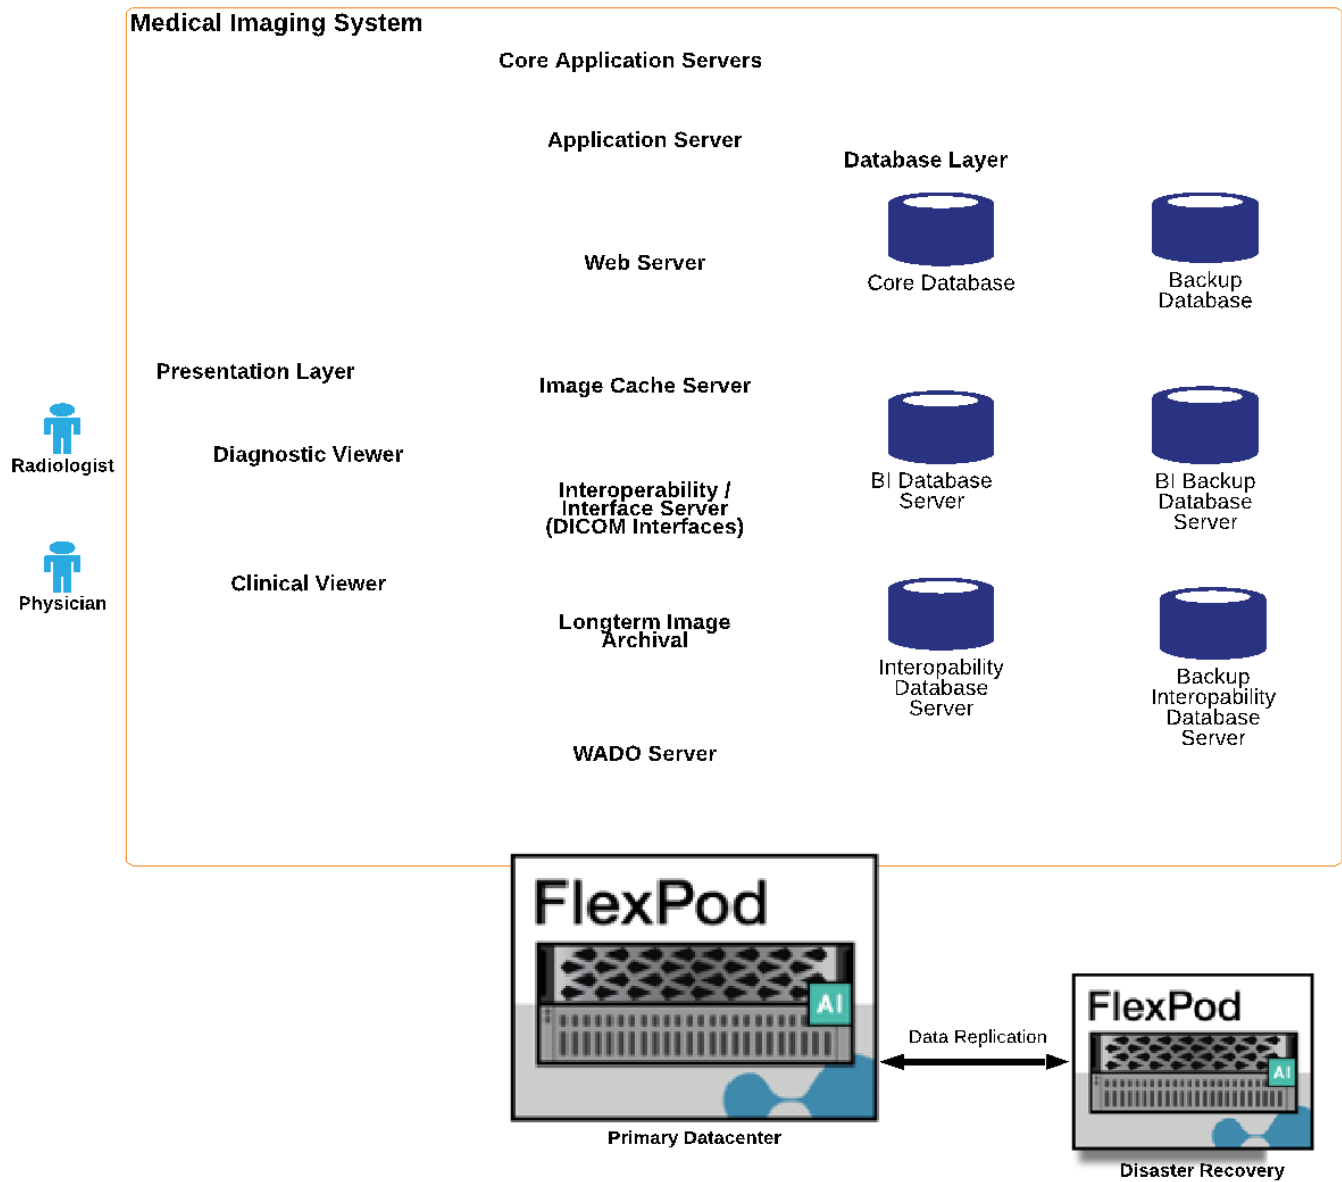 Medical Imaging System
Core Application Servers
Application Server
Database Layer
Web Server
Core Database
Backup
Database
Presentation Layer
Image Cache Server
Radiologist
Diagnostic Viewer
Interoperability /
Interface Server
(DICOM Interfaces)
BI Database
Server
BI Backup
Database
Server
Physician
Clinical Viewer
Longterm Image
Archival
Interopability
Database
Server
Backup
Interopability
Database
Server
WADO Server
FlexPod
AI
Primary Datacenter
Data Replication
FlexPod
AI
Disaster Recovery